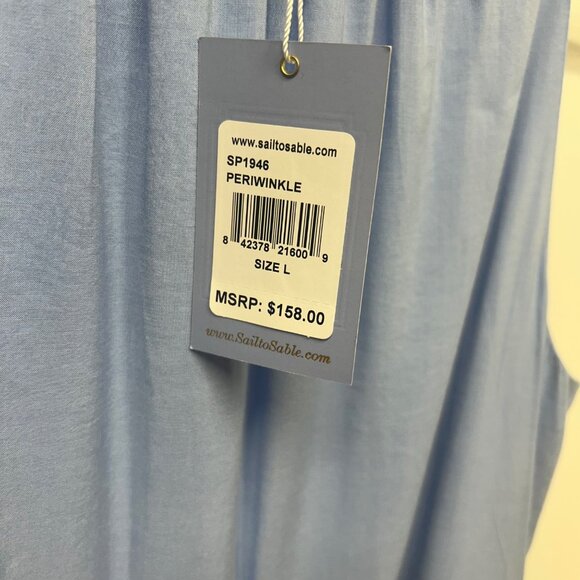 www.sailtosable.com
SP1946
PERIWINKLE
8 42378 21600 9
SIZE L
MSRP: $158.00
www.SailtoSable.com